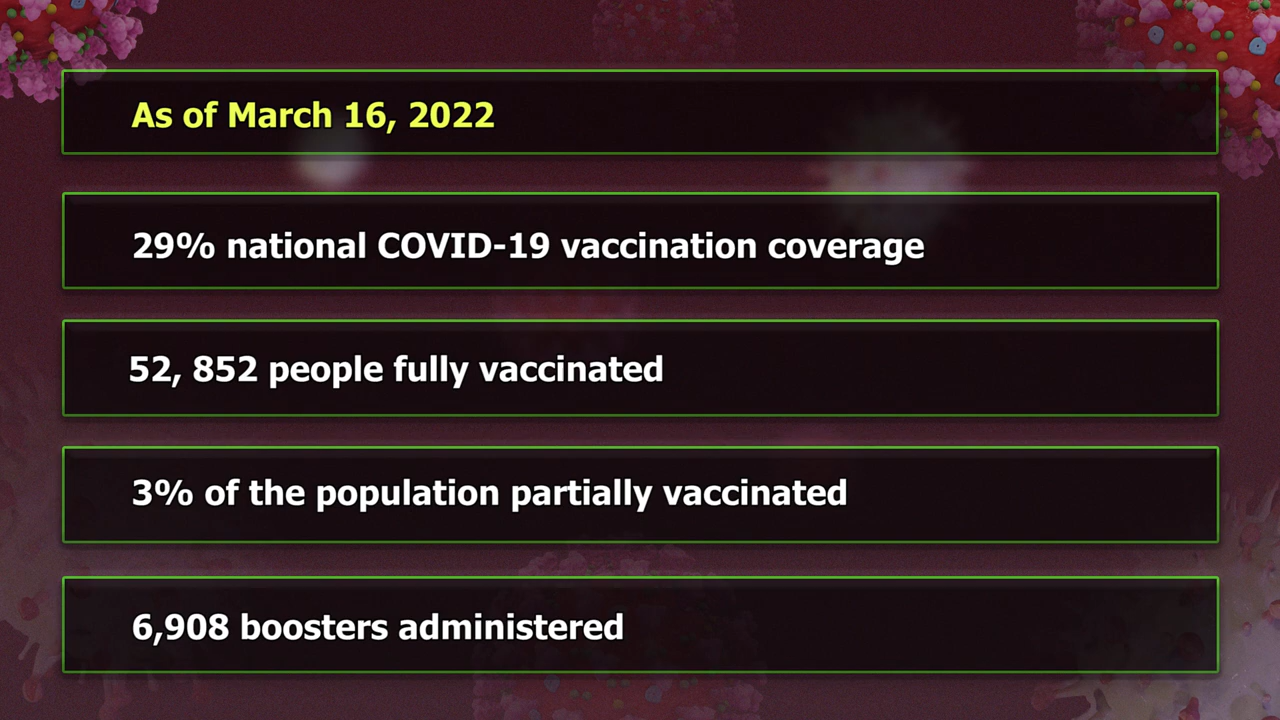 As of March 16, 2022
29% national COVID-19 vaccination coverage
52, 852 people fully vaccinated
3% of the population partially vaccinated
6,908 boosters administered